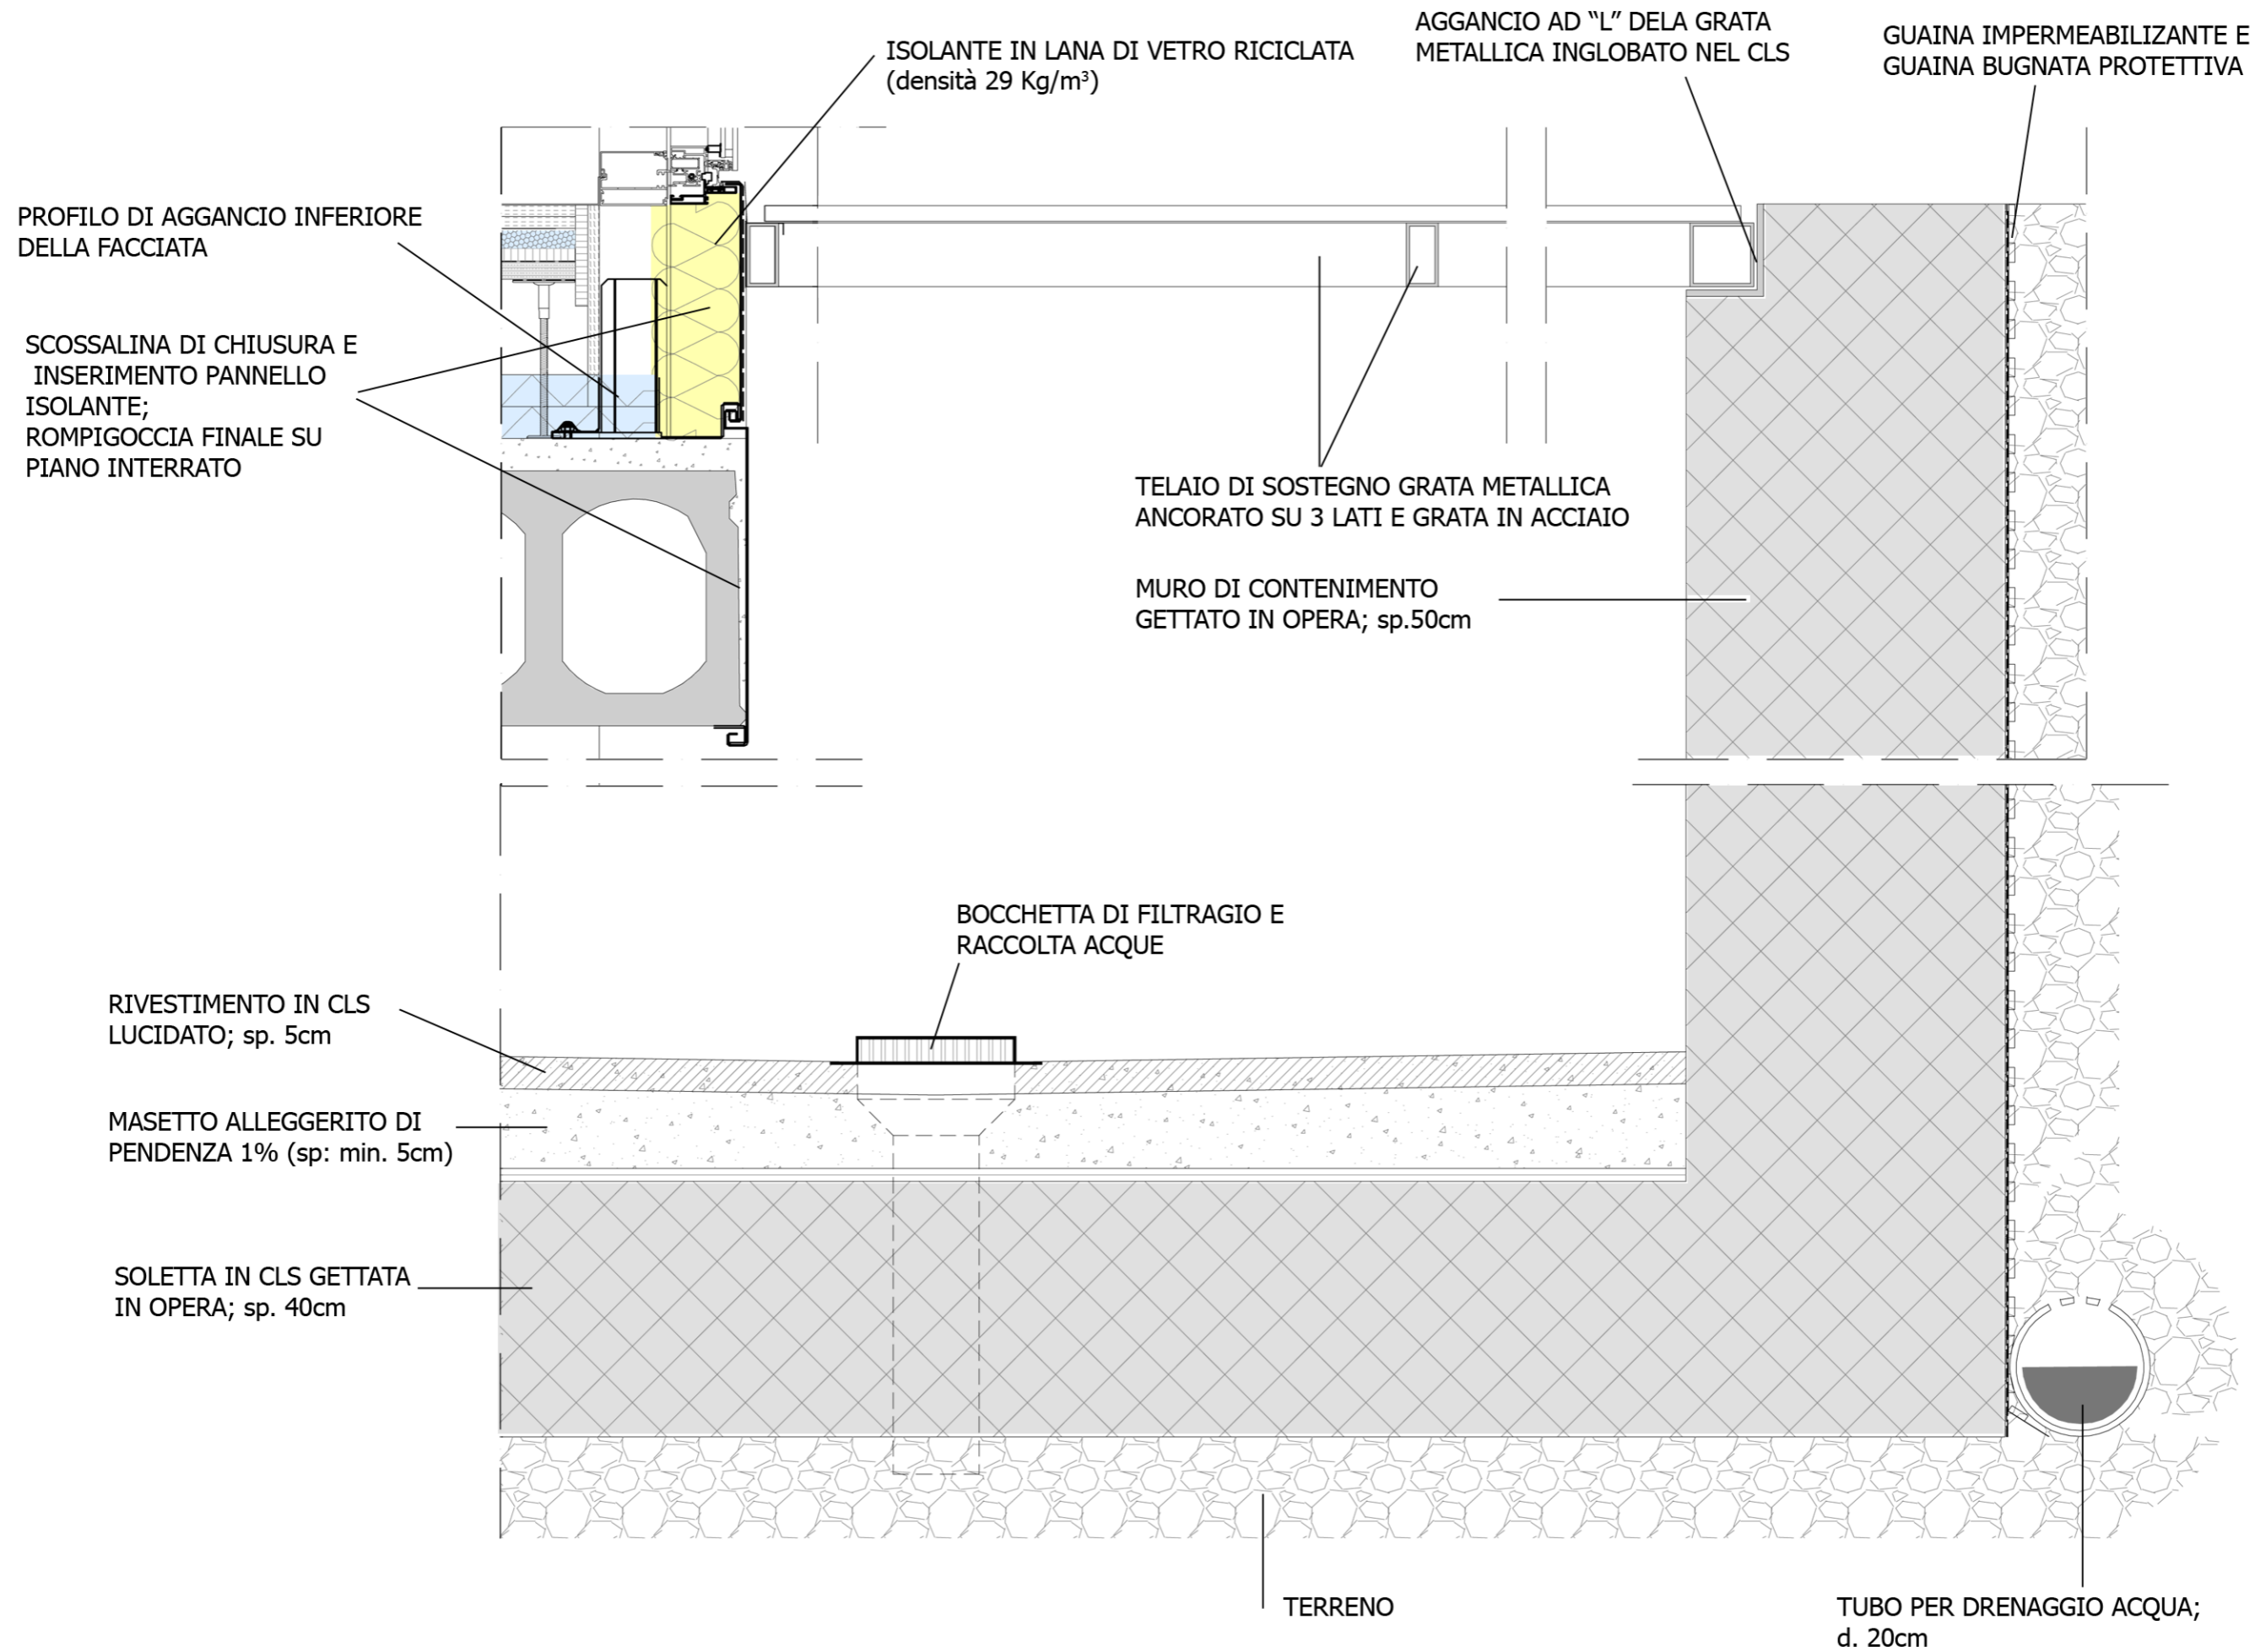 ISOLANTE IN LANA DI VETRO RICICLATA
(densità 29 Kg/m³)
AGGANCIO AD “L” DELA GRATA
METALLICA INGLOBATO NEL CLS
GUAINA IMPERMEABILIZANTE E
GUAINA BUGNATA PROTETTIVA
PROFILO DI AGGANCIO INFERIORE
DELLA FACCIATA
SCOSSALINA DI CHIUSURA E
INSERIMENTO PANNELLO
ISOLANTE;
ROMPIGOCCIA FINALE SU
PIANO INTERRATO
TELAIO DI SOSTEGNO GRATA METALLICA
ANCORATO SU 3 LATI E GRATA IN ACCIAIO
MURO DI CONTENIMENTO
GETTATO IN OPERA; sp.50cm
BOCCHETTA DI FILTRAGIO E
RACCOLTA ACQUE
RIVESTIMENTO IN CLS
LUCIDATO; sp. 5cm
MASETTO ALLEGGERITO DI
PENDENZA 1% (sp: min. 5cm)
SOLETTA IN CLS GETTATA
IN OPERA; sp. 40cm
TERRENO
TUBO PER DRENAGGIO ACQUA;
d. 20cm